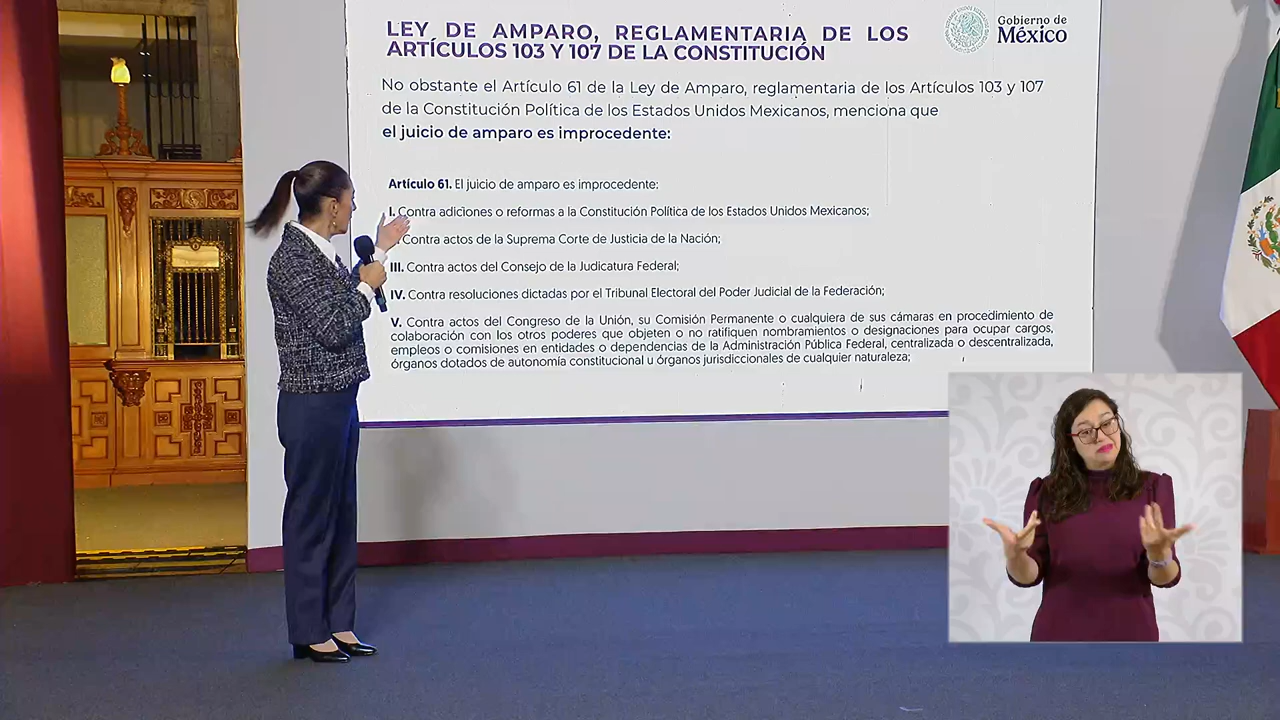 LEY DE AMPARO, REGLAMENTARIA DE LOS
ARTÍCULOS 103 Y 107 DE LA CONSTITUCIÓN
Gobierno de
México
No obstante el Artículo 61 de la Ley de Amparo, reglamentaria de los Artículos 103 y 107
de la Constitución Política de los Estados Unidos Mexicanos, menciona que
el juicio de amparo es improcedente:
Artículo 61. El juicio de amparo es improcedente:
I. Contra adiciones o reformas a la Constitución Política de los Estados Unidos Mexicanos;
Contra actos de la Suprema Corte de Justicia de la Nación;
III. Contra actos del Consejo de la Judicatura Federal;
IV. Contra resoluciones dictadas por el Tribunal Electoral del Poder Judicial de la Federación;
V. Contra actos del Congreso de la Unión, su Comisión Permanente o cualquiera de sus cámaras en procedimiento de
colaboración con los otros poderes que objeten o no ratifiquen nombramientos o designaciones para ocupar cargos,
empleos o comisiones en entidades o dependencias de la Administración Pública Federal, centralizada o descentralizada,
órganos dotados de autonomía constitucional u órganos jurisdiccionales de cualquier naturaleza;